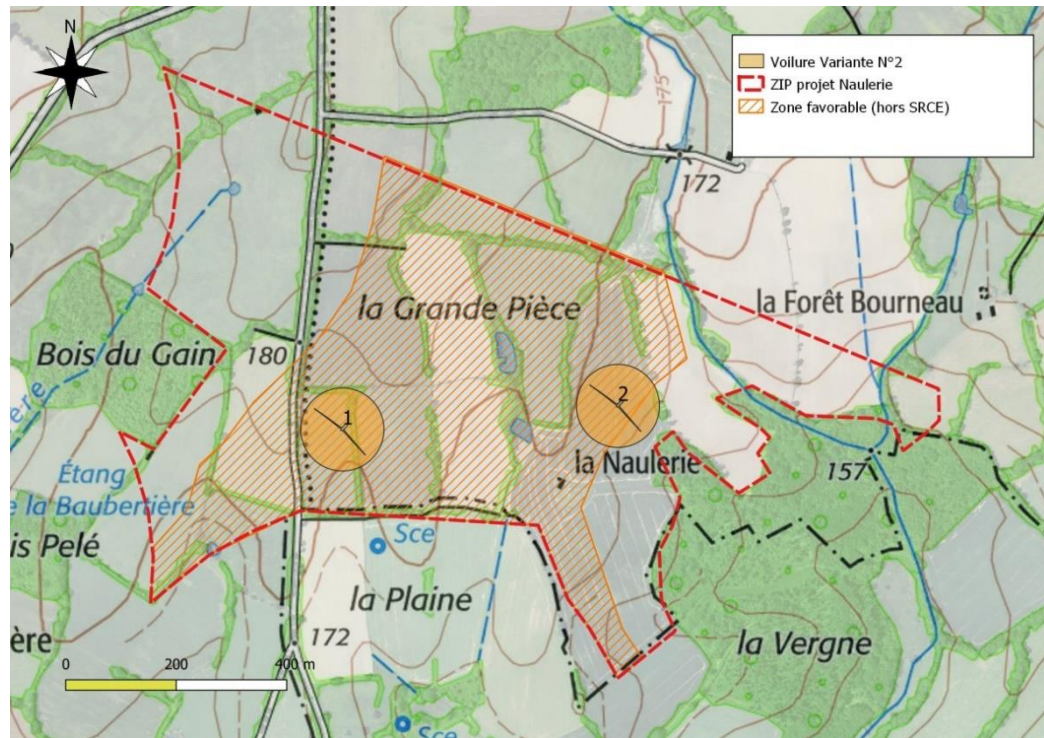 N
Voilure Variante N°2
ZIP projet Naulerie
Zone favorable (hors SRCE)
175
172
la Grande Pièce
la Forêt Bourneau
Bois du Gain
180
1
2
la Naulerie
157
Étang
e la Baubertière
ere
is Pelé
Sce
la Plaine
la Vergne
ère
172
0 200 400 m
Sce